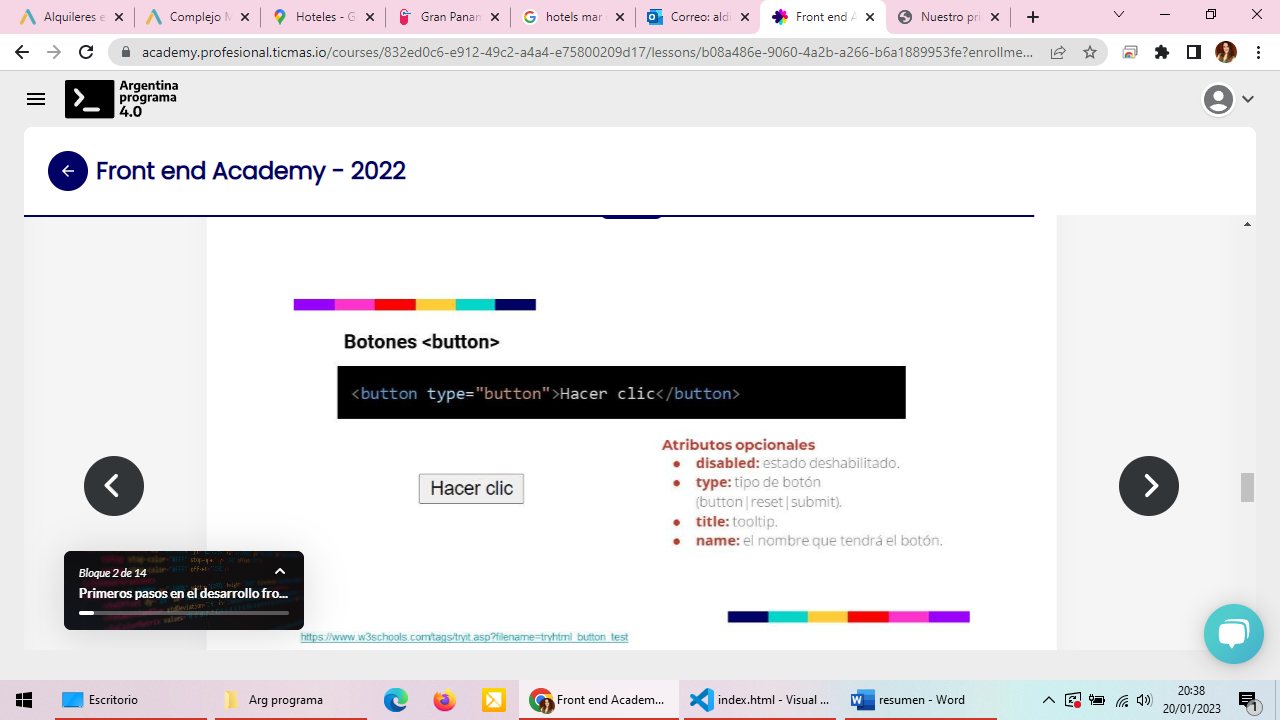 Alquileres e
Complejo M
Hoteles - G
Gran Panam
hotels mar
Correo: aldi
Front end A
Nuestro pri
academy.profesional.ticmas.io/courses/832ed0c6-e912-49c2-a4a4-e75800209d17/lessons/b08a486e-9060-4a2b-a266-b6a1889953fe?enrollme...
Argentina
programa
4.0
Front end Academy - 2022
Botones <button>
<button type="button">Hacer clic</button>
Hacer clic
Atributos opcionales
• disabled: estado deshabilitado.
• type: tipo de botón
(button|reset|submit).
• title: tooltip.
• name: el nombre que tendrá el botón.
Bloque 2 de 14
Primeros pasos en el desarrollo fro...
https://www.w3schools.com/tags/tryit.asp?filename=tryhtml_button_test
Escritorio
Arg programa
Front end Academ...
index.html - Visual ...
resumen - Word
20:38
20/01/2023
1